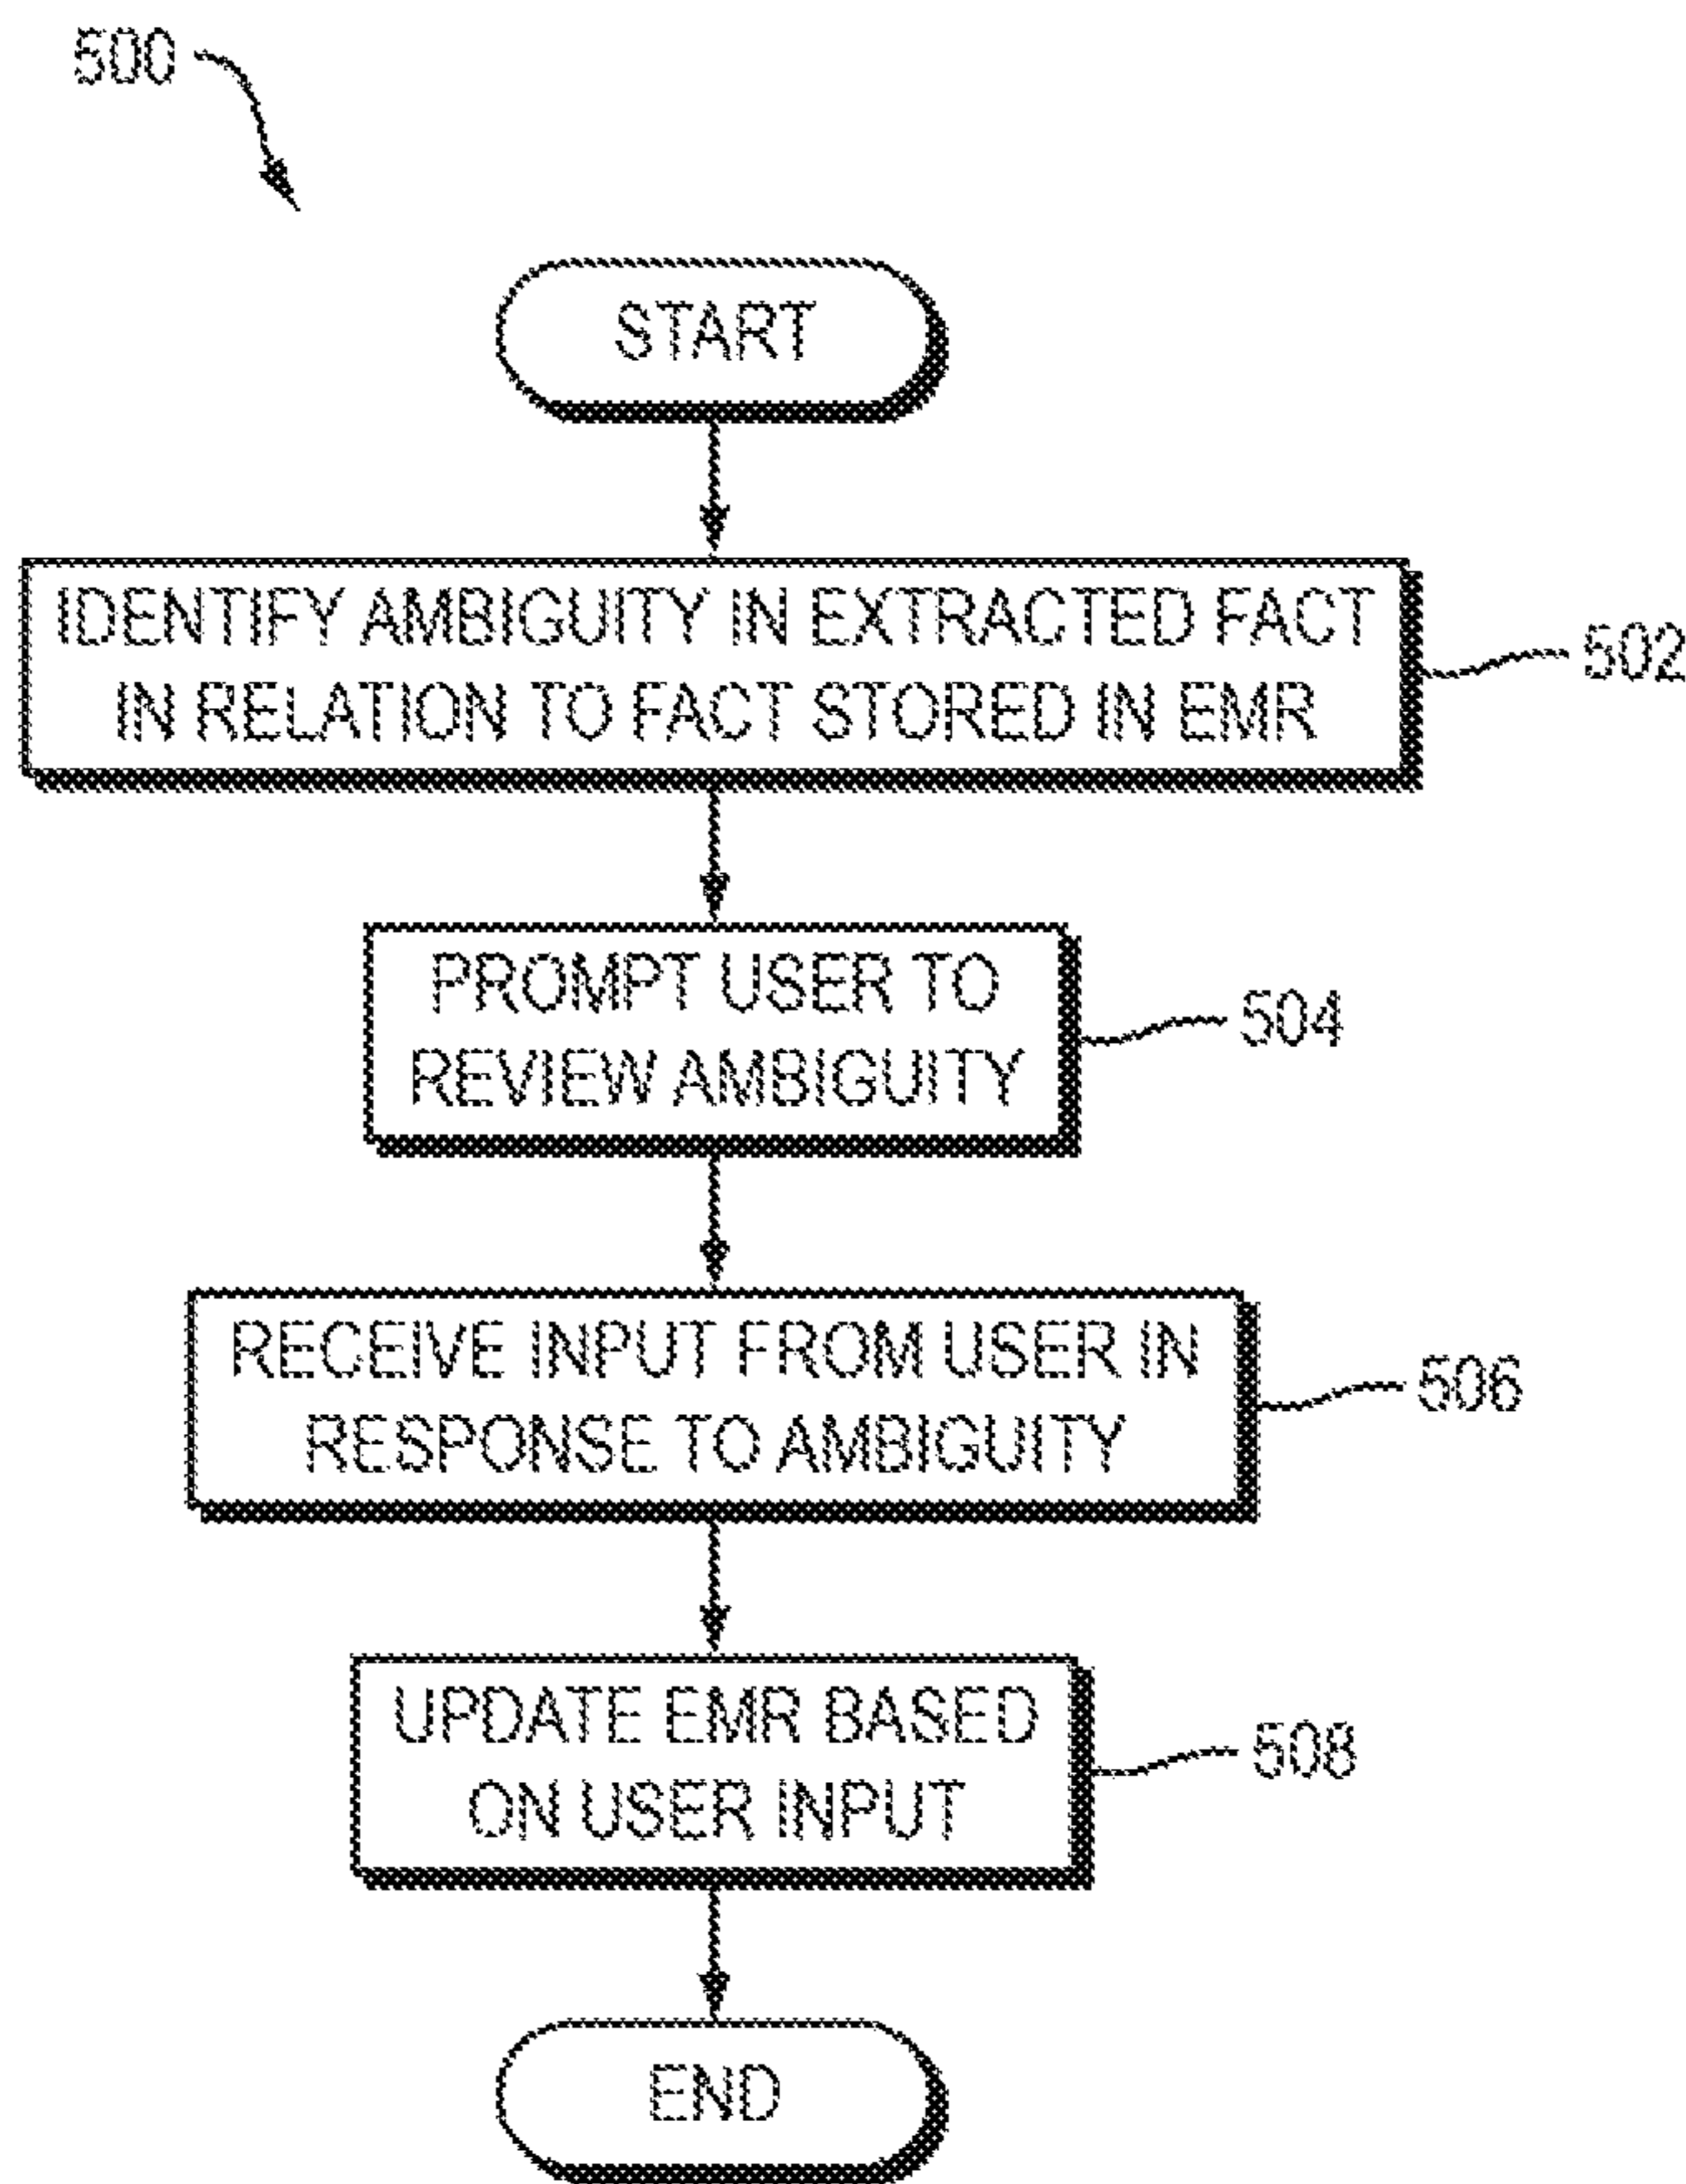 500
START
IDENTIFY AMBIGUITY IN EXTRACTED FACT
IN RELATION TO FACT STORED IN EMR
502
PROMPT USER TO
REVIEW AMBIGUITY
504
RECEIVE INPUT FROM USER IN
RESPONSE TO AMBIGUITY
506
UPDATE EMR BASED
ON USER INPUT
508
END